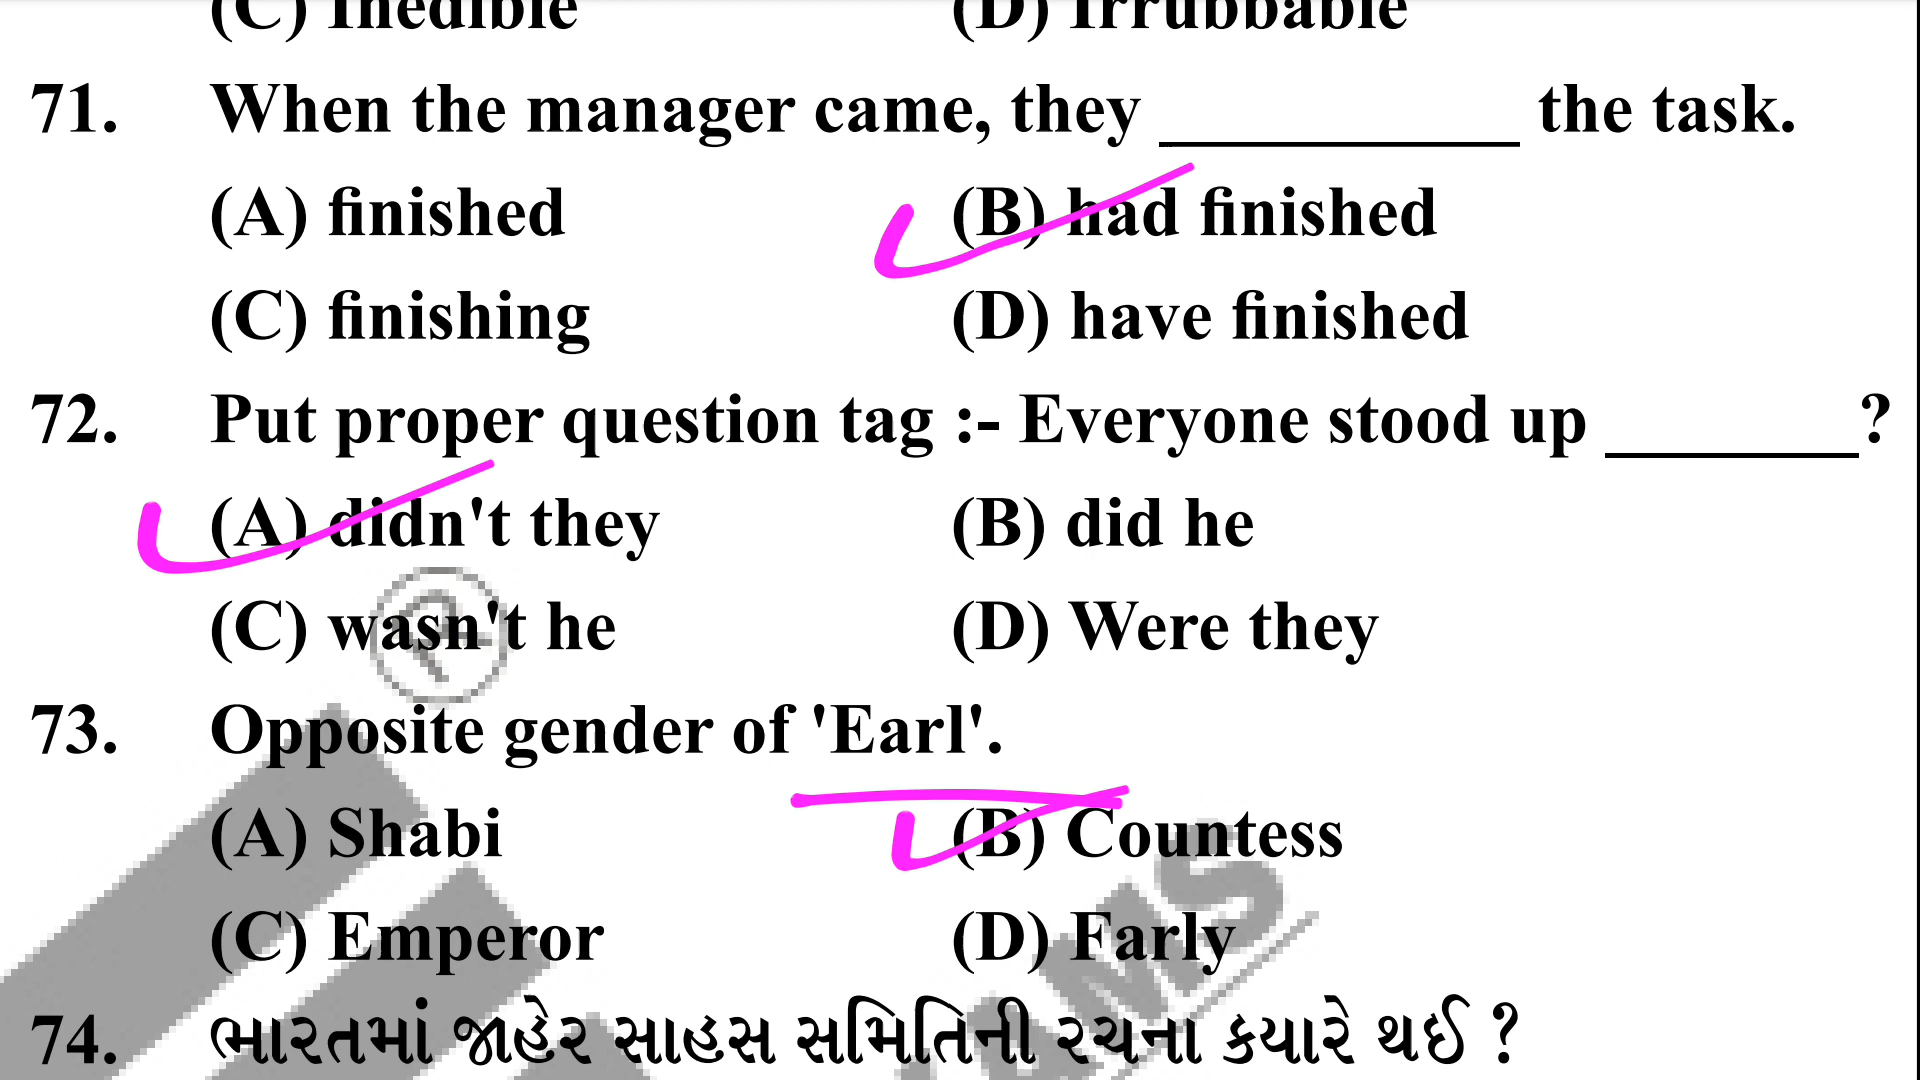 (C) Inedible (D) Irrubbable
71. When the manager came, they __________ the task.
(A) finished (B) had finished
(C) finishing (D) have finished
72. Put proper question tag :- Everyone stood up _______?
(A) didn't they (B) did he
(C) wasn't he (D) Were they
73. Opposite gender of 'Earl'.
(A) Shabi (B) Countess
(C) Emperor (D) Farly
74. ભારતમાં જાહેર સાહસ સમિતિની રચના કયારે થઈ ?